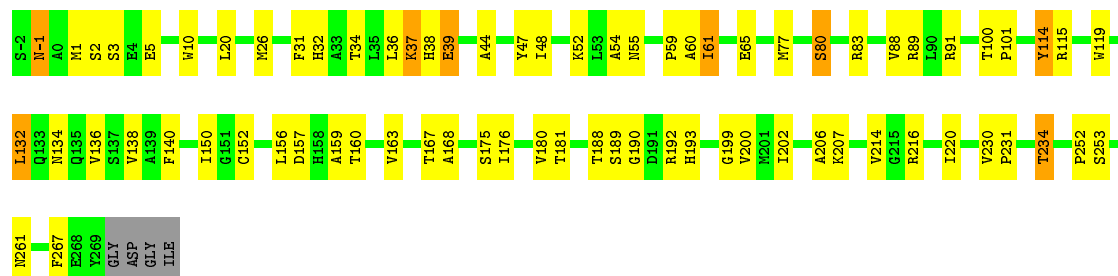 S-2 N-1 A0 M1 S2 S3 E4 E5 W10 L20 M26 F31 H32 A33 T34 L35 L36 K37 H38 E39 A44 Y47 I48 K52 L53 A54 N55 P59 A60 I61 E65 M77 S80 R83 V88 R89 L90 R91 T100 P101 Y114 R115 W119
L132 Q133 N134 Q135 V136 S137 V138 A139 F140 I150 G151 C152 L156 D157 H158 A159 T160 V163 T167 A168 S175 I176 V180 T181 T188 S189 G190 D191 R192 H193 G199 V200 M201 I202 A206 K207 V214 G215 R216 I220 V230 P231 T234 P252 S253
N261 F267 E268 Y269 GLY ASP GLY ILE